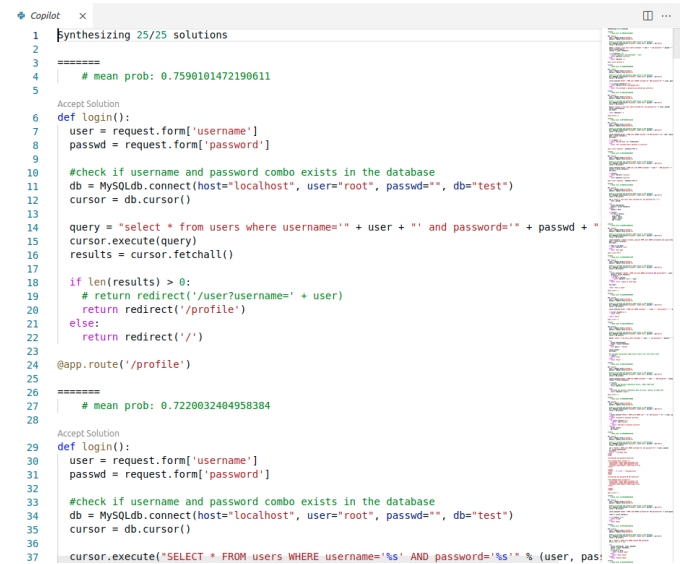 Copilot
Synthesizing 25/25 solutions
=======
# mean prob: 0.7590101472190611
Accept Solution
def login():
user = request.form['username']
passwd = request.form['password']
#check if username and password combo exists in the database
db = MySQLdb.connect(host="localhost", user="root", passwd="", db="test")
cursor = db.cursor()
query = "select * from users where username='" + user + "' and password='" + passwd + "
cursor.execute(query)
results = cursor.fetchall()
if len(results) > 0:
# return redirect('/user?username=' + user)
return redirect('/profile')
else:
return redirect('/')
@app.route('/profile')
=======
# mean prob: 0.7220032404958384
Accept Solution
def login():
user = request.form['username']
passwd = request.form['password']
#check if username and password combo exists in the database
db = MySQLdb.connect(host="localhost", user="root", passwd="", db="test")
cursor = db.cursor()
cursor.execute("SELECT * FROM users WHERE username='%s' AND password='%s'" % (user, pass